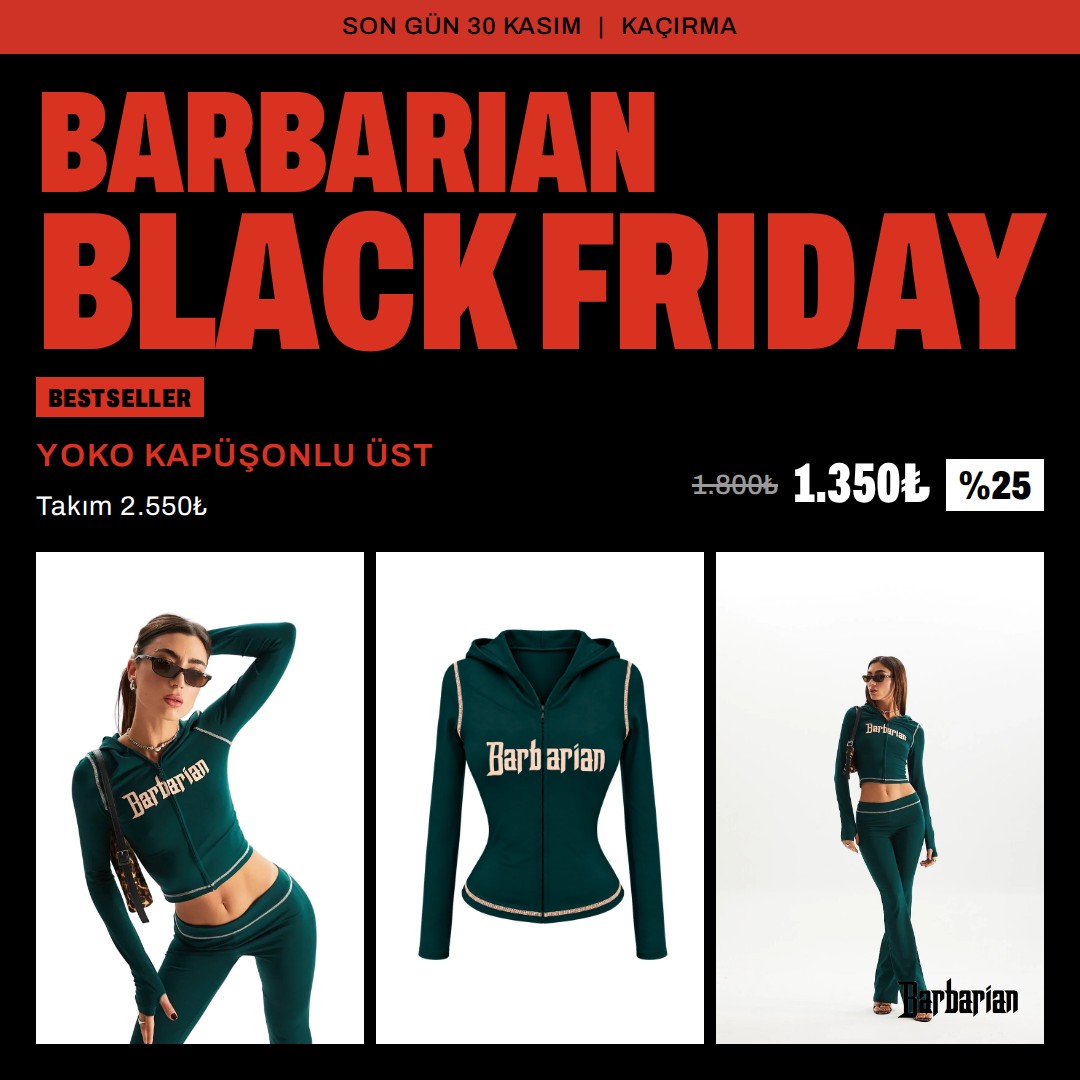 SON GÜN 30 KASIM | KAÇIRMA
BARBARIAN
BLACK FRIDAY
BESTSELLER
YOKO KAPÜŞONLU ÜST
Takım 2.550₺
1.800₺ 1.350₺ %25
Barbarian
Barbarian
Barbarian
Barbarian